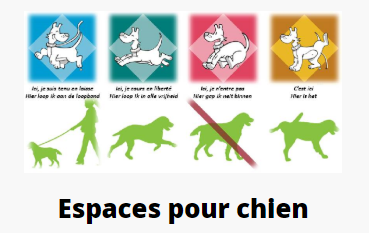 Ici, je suis tenu en laisse
Hier loop ik aan de leiband
Ici, je cours en liberté
Hier loop ik in alle vrijheid
Ici, je n'entre pas
Hier gap ik neit binnen
C'est ici
Hier is het
Espaces pour chien